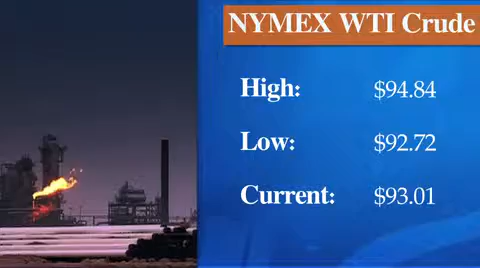 NYMEX WTI Crude
High: $94.84
Low: $92.72
Current: $93.01